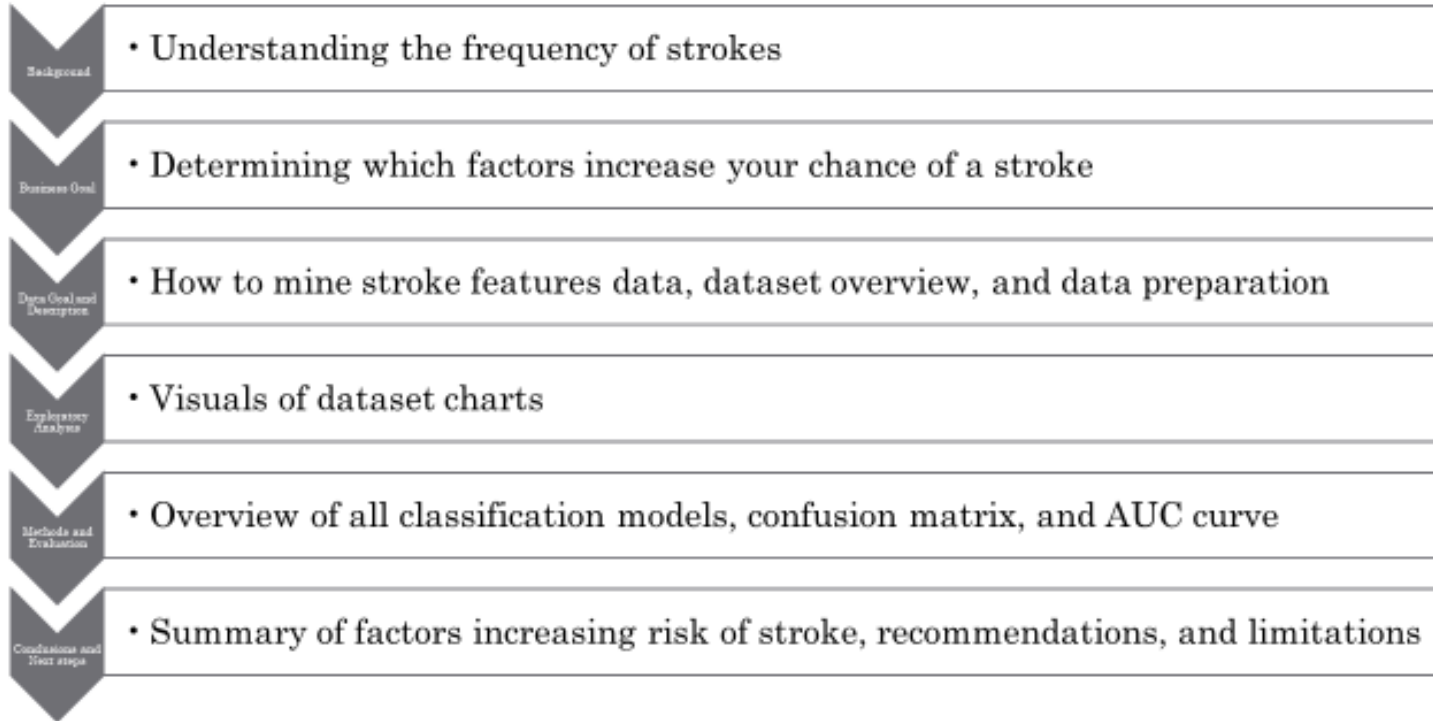 Background
• Understanding the frequency of strokes
Business Goal
• Determining which factors increase your chance of a stroke
Data Goal and
Description
• How to mine stroke features data, dataset overview, and data preparation
Exploratory
Analysis
• Visuals of dataset charts
Methods and
Evaluation
• Overview of all classification models, confusion matrix, and AUC curve
Conclusions and
Next steps
• Summary of factors increasing risk of stroke, recommendations, and limitations